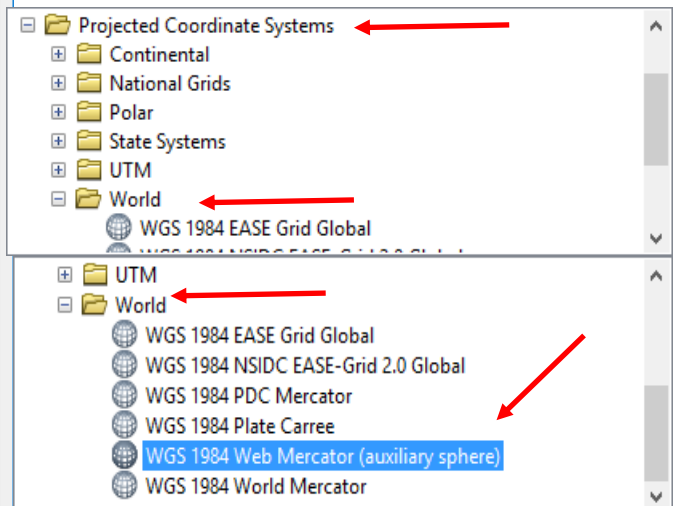 Projected Coordinate Systems
Continental
National Grids
Polar
State Systems
UTM
World
WGS 1984 EASE Grid Global
UTM
World
WGS 1984 EASE Grid Global
WGS 1984 NSIDC EASE-Grid 2.0 Global
WGS 1984 PDC Mercator
WGS 1984 Plate Carree
WGS 1984 Web Mercator (auxiliary sphere)
WGS 1984 World Mercator